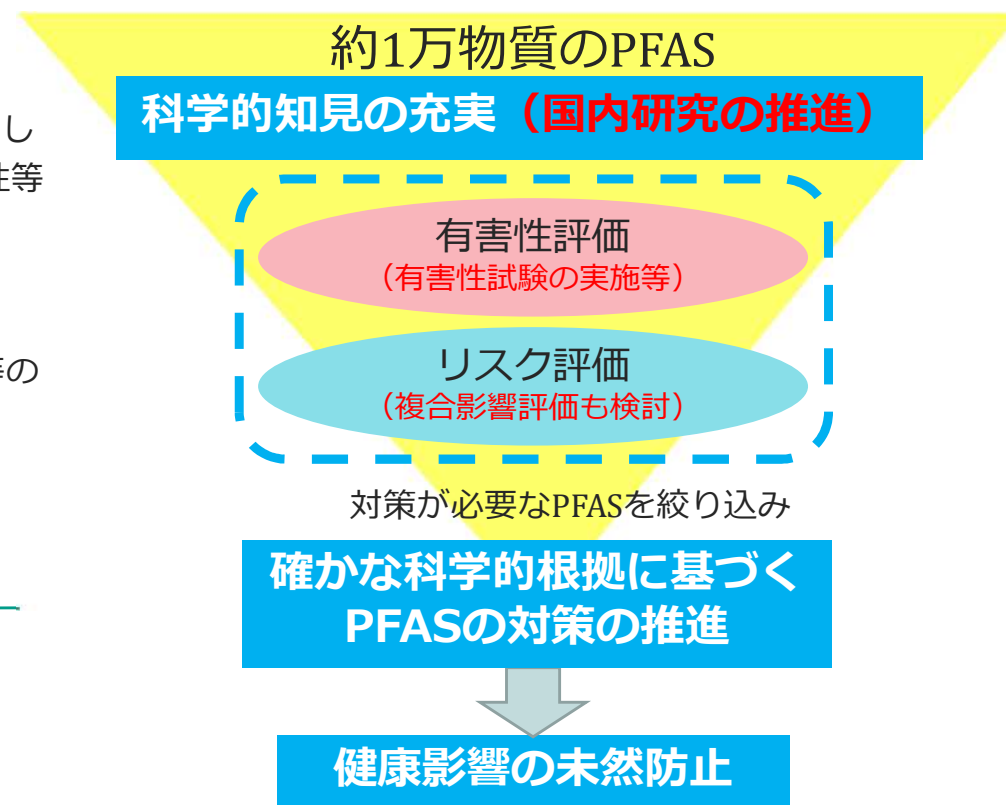 約1万物質のPFAS
科学的知見の充実（国内研究の推進）
し
性等
有害性評価
（有害性試験の実施等）
等の
リスク評価
（複合影響評価も検討）
対策が必要なPFASを絞り込み
確かな科学的根拠に基づく
PFASの対策の推進
健康影響の未然防止